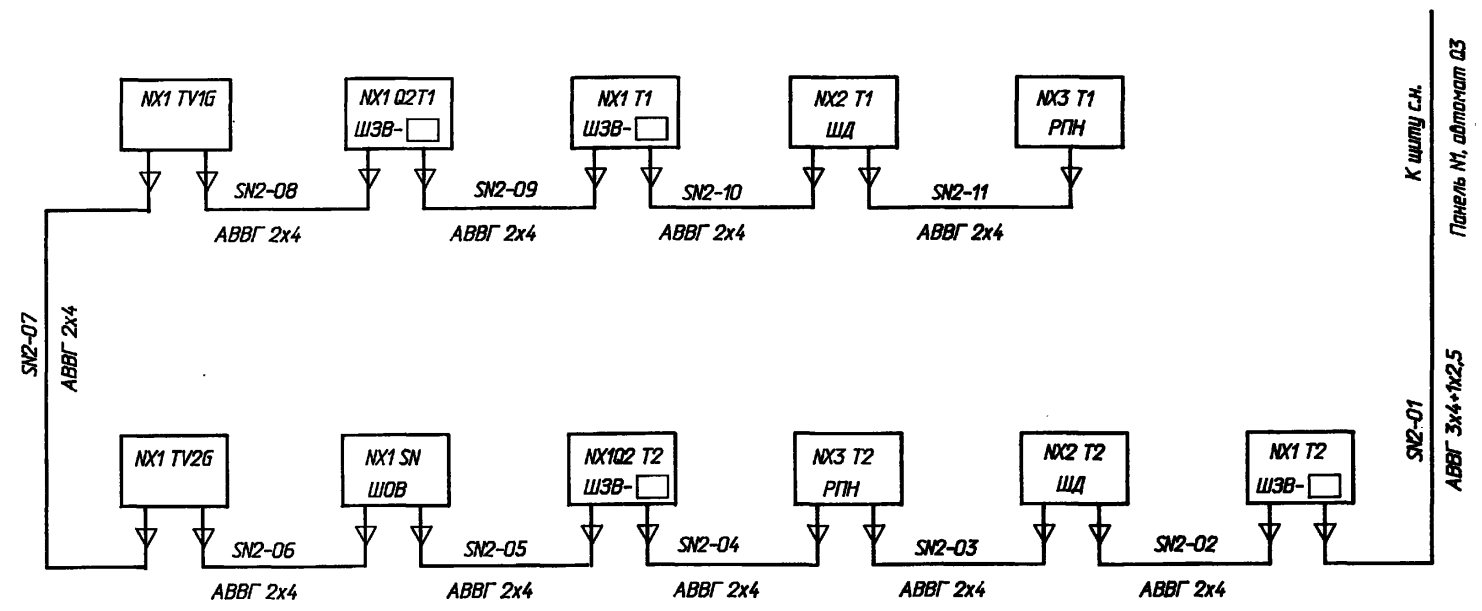 NX1 TV1G
NX1 Q2T1
ШЗВ-
NX1 T1
ШЗВ-
NX2 T1
ШД
NX3 T1
РПН
SN2-08
SN2-09
SN2-10
SN2-11
АВВГ 2х4
АВВГ 2х4
АВВГ 2х4
АВВГ 2х4
SN2-07
АВВГ 2х4
К щиту с.н.
Панель N1, автомат Q3
SN2-01
АВВГ 3х4+1х2,5
NX1 TV2G
NX1 SN
ШОВ
NX1Q2 T2
ШЗВ-
NX3 T2
РПН
NX2 T2
ШД
NX1 T2
ШЗВ-
SN2-06
SN2-05
SN2-04
SN2-03
SN2-02
АВВГ 2х4
АВВГ 2х4
АВВГ 2х4
АВВГ 2х4
АВВГ 2х4